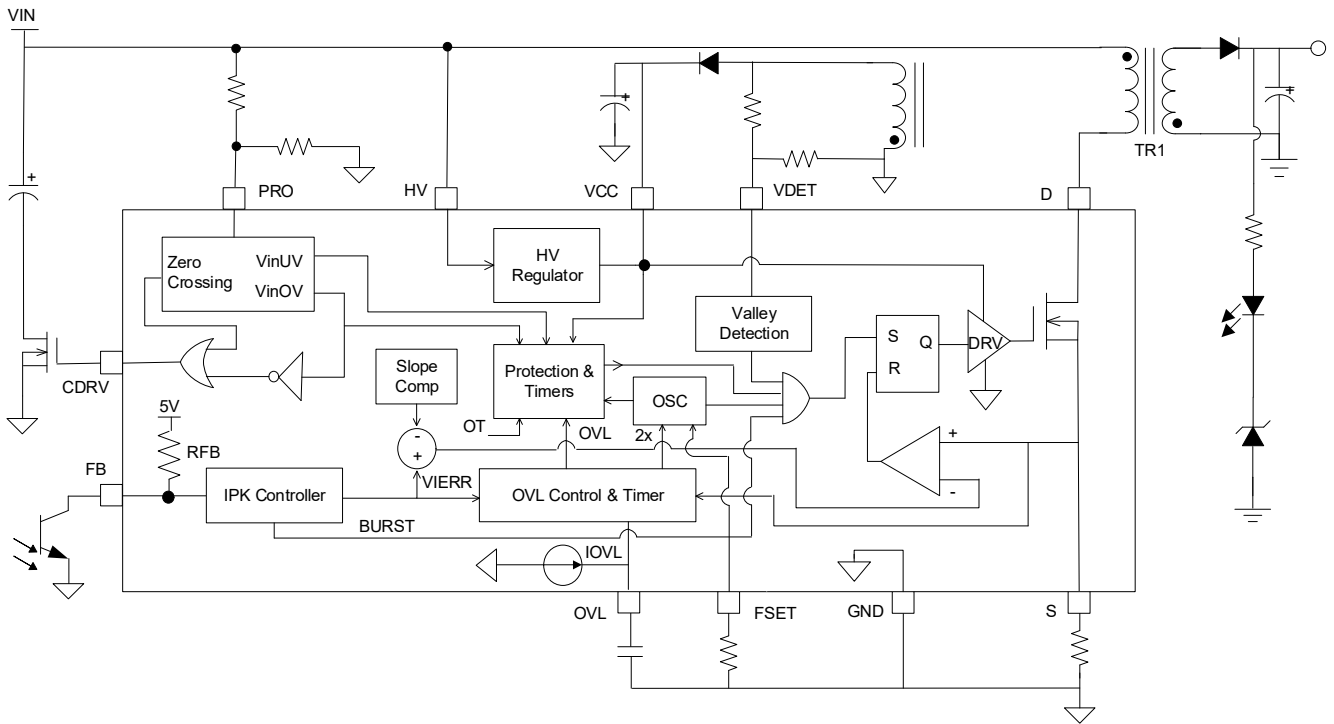 VIN
TR1
PRO
HV
VCC
VDET
D
Zero
Crossing
VinUV
VinOV
HV
Regulator
Valley
Detection
S
Q
R
DRV
CDRV
Slope
Comp
Protection &
Timers
OSC
5V
OT
OVL
2x
RFB
FB
-
+
+
-
VIERR
IPK Controller
OVL Control & Timer
BURST
IOVL
OVL
FSET
GND
S
+
+
+